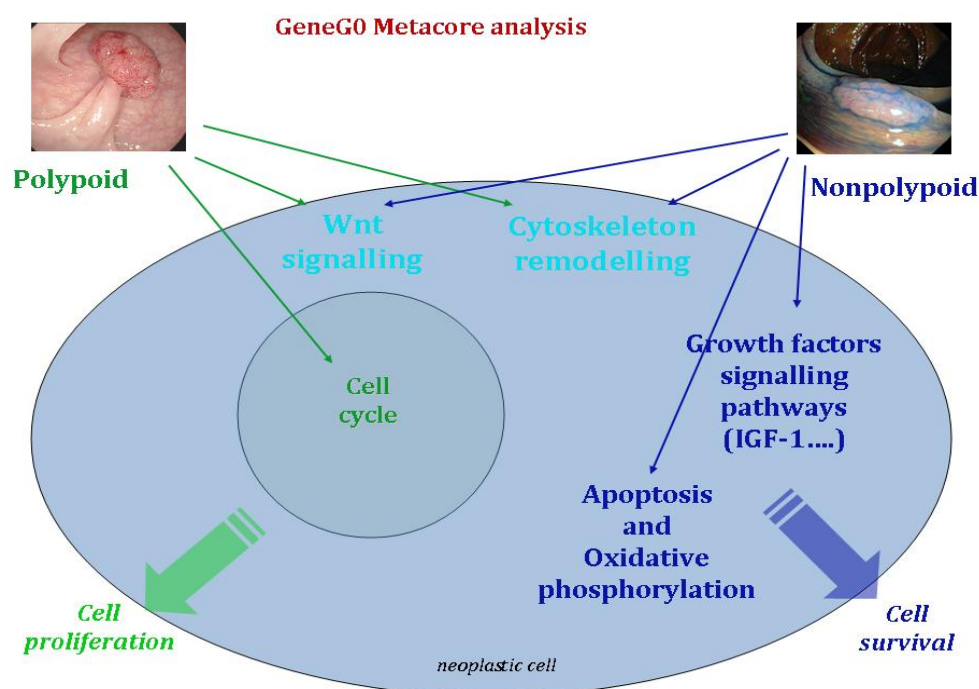 GeneG0 Metacore analysis
Polypoid
Nonpolypoid
Wnt
signalling
Cytoskeleton
remodelling
Cell
cycle
Growth factors
signalling
pathways
(IGF-1....)
Apoptosis
and
Oxidative
phosphorylation
Cell
proliferation
Cell
survival
neoplastic cell